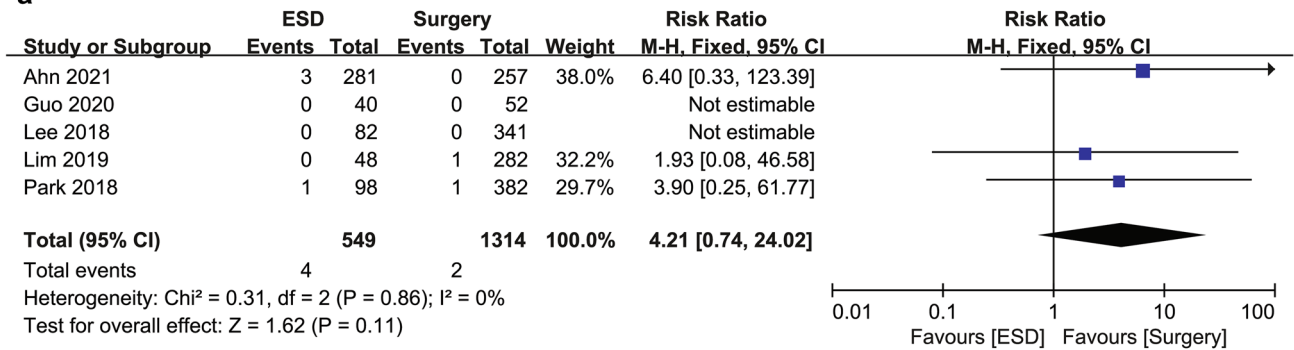 a
ESD Surgery Risk Ratio Risk Ratio
Study or Subgroup Events Total Events Total Weight M-H, Fixed, 95% CI M-H, Fixed, 95% CI
Ahn 2021 3 281 0 257 38.0% 6.40 [0.33, 123.39]
Guo 2020 0 40 0 52 Not estimable
Lee 2018 0 82 0 341 Not estimable
Lim 2019 0 48 1 282 32.2% 1.93 [0.08, 46.58]
Park 2018 1 98 1 382 29.7% 3.90 [0.25, 61.77]
Total (95% CI) 549 1314 100.0% 4.21 [0.74, 24.02]
Total events 4 2
Heterogeneity: Chi² = 0.31, df = 2 (P = 0.86); I² = 0%
Test for overall effect: Z = 1.62 (P = 0.11)
0.01 0.1 1 10 100
Favours [ESD] Favours [Surgery]